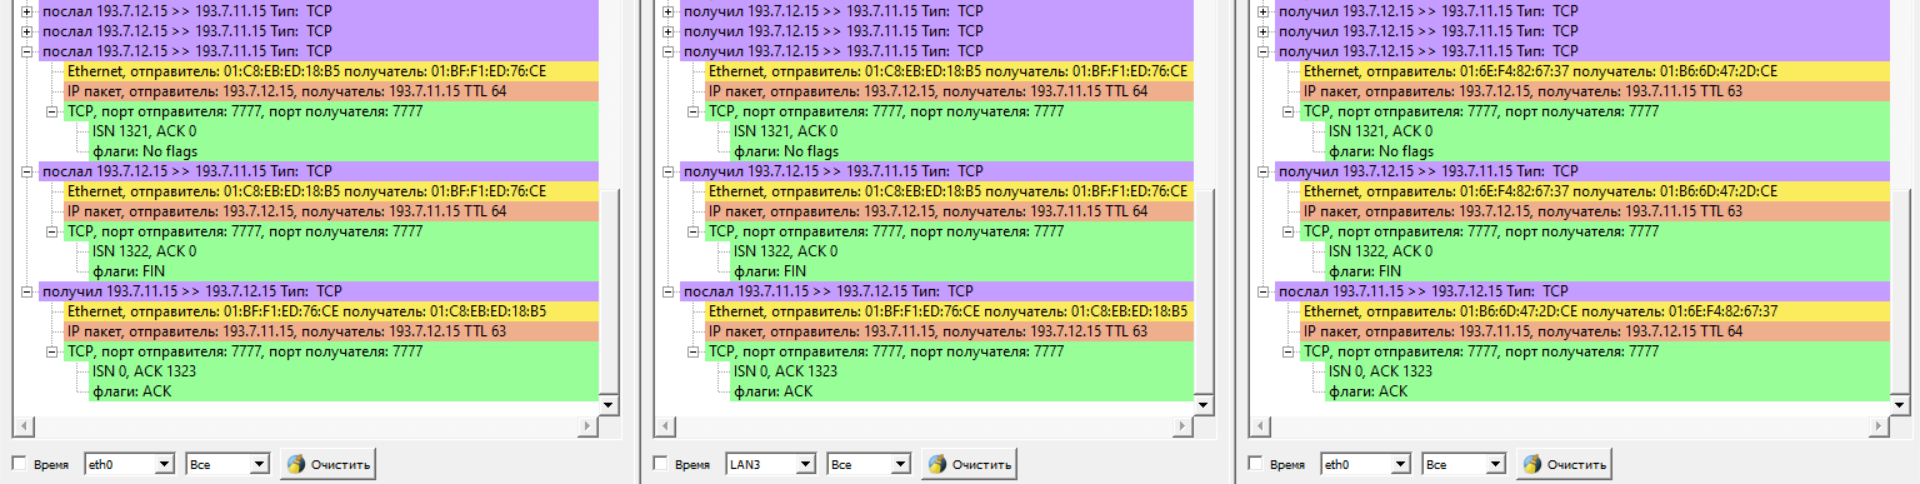 послал 193.7.12.15 >> 193.7.11.15 Тип:  TCP
послал 193.7.12.15 >> 193.7.11.15 Тип:  TCP
послал 193.7.12.15 >> 193.7.11.15 Тип:  TCP
Ethernet, отправитель: 01:C8:EB:ED:18:B5 получатель: 01:BF:F1:ED:76:CE
IP пакет, отправитель: 193.7.12.15, получатель: 193.7.11.15 TTL 64
TCP, порт отправителя: 7777, порт получателя: 7777
ISN 1321, ACK 0
флаги: No flags
послал 193.7.12.15 >> 193.7.11.15 Тип:  TCP
Ethernet, отправитель: 01:C8:EB:ED:18:B5 получатель: 01:BF:F1:ED:76:CE
IP пакет, отправитель: 193.7.12.15, получатель: 193.7.11.15 TTL 64
TCP, порт отправителя: 7777, порт получателя: 7777
ISN 1322, ACK 0
флаги: FIN
получил 193.7.11.15 >> 193.7.12.15 Тип:  TCP
Ethernet, отправитель: 01:BF:F1:ED:76:CE получатель: 01:C8:EB:ED:18:B5
IP пакет, отправитель: 193.7.11.15, получатель: 193.7.12.15 TTL 63
TCP, порт отправителя: 7777, порт получателя: 7777
ISN 0, ACK 1323
флаги: ACK
Время eth0 Все Очистить
получил 193.7.12.15 >> 193.7.11.15 Тип:  TCP
получил 193.7.12.15 >> 193.7.11.15 Тип:  TCP
получил 193.7.12.15 >> 193.7.11.15 Тип:  TCP
Ethernet, отправитель: 01:C8:EB:ED:18:B5 получатель: 01:BF:F1:ED:76:CE
IP пакет, отправитель: 193.7.12.15, получатель: 193.7.11.15 TTL 64
TCP, порт отправителя: 7777, порт получателя: 7777
ISN 1321, ACK 0
флаги: No flags
получил 193.7.12.15 >> 193.7.11.15 Тип:  TCP
Ethernet, отправитель: 01:C8:EB:ED:18:B5 получатель: 01:BF:F1:ED:76:CE
IP пакет, отправитель: 193.7.12.15, получатель: 193.7.11.15 TTL 64
TCP, порт отправителя: 7777, порт получателя: 7777
ISN 1322, ACK 0
флаги: FIN
послал 193.7.11.15 >> 193.7.12.15 Тип:  TCP
Ethernet, отправитель: 01:BF:F1:ED:76:CE получатель: 01:C8:EB:ED:18:B5
IP пакет, отправитель: 193.7.11.15, получатель: 193.7.12.15 TTL 63
TCP, порт отправителя: 7777, порт получателя: 7777
ISN 0, ACK 1323
флаги: ACK
Время LAN3 Все Очистить
получил 193.7.12.15 >> 193.7.11.15 Тип:  TCP
получил 193.7.12.15 >> 193.7.11.15 Тип:  TCP
получил 193.7.12.15 >> 193.7.11.15 Тип:  TCP
Ethernet, отправитель: 01:6E:F4:82:67:37 получатель: 01:B6:6D:47:2D:CE
IP пакет, отправитель: 193.7.12.15, получатель: 193.7.11.15 TTL 63
TCP, порт отправителя: 7777, порт получателя: 7777
ISN 1321, ACK 0
флаги: No flags
получил 193.7.12.15 >> 193.7.11.15 Тип:  TCP
Ethernet, отправитель: 01:6E:F4:82:67:37 получатель: 01:B6:6D:47:2D:CE
IP пакет, отправитель: 193.7.12.15, получатель: 193.7.11.15 TTL 63
TCP, порт отправителя: 7777, порт получателя: 7777
ISN 1322, ACK 0
флаги: FIN
послал 193.7.11.15 >> 193.7.12.15 Тип:  TCP
Ethernet, отправитель: 01:B6:6D:47:2D:CE получатель: 01:6E:F4:82:67:37
IP пакет, отправитель: 193.7.11.15, получатель: 193.7.12.15 TTL 64
TCP, порт отправителя: 7777, порт получателя: 7777
ISN 0, ACK 1323
флаги: ACK
Время eth0 Все Очистить